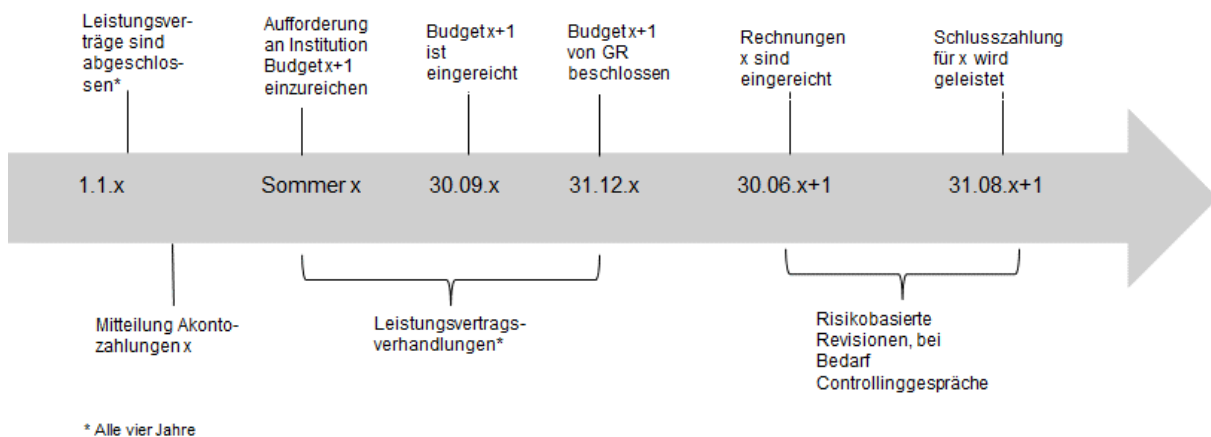 Leistungsver-
träge sind
abgeschlos-
sen*
Aufforderung
an Institution
Budget x+1
einzureichen
Budget x+1
ist
eingereicht
Budget x+1
von GR
beschlossen
Rechnungen
x sind
eingereicht
Schlusszahlung
für x wird
geleistet
1.1.x
Sommer x
30.09.x
31.12.x
30.06.x+1
31.08.x+1
Mitteilung Akonto-
zahlungen x
Leistungsvertrags-
verhandlungen*
Risikobasierte
Revisionen, bei
Bedarf
Controllinggespräche
* Alle vier Jahre